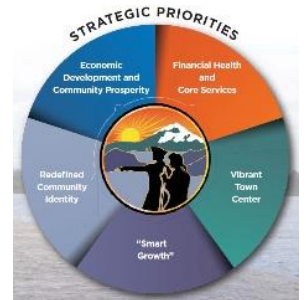 STRATEGIC PRIORITIES
Economic
Development and
Community Prosperity
Financial Health
and
Core Services
Redefined
Community
Identity
Vibrant
Town
Center
"Smart
Growth"